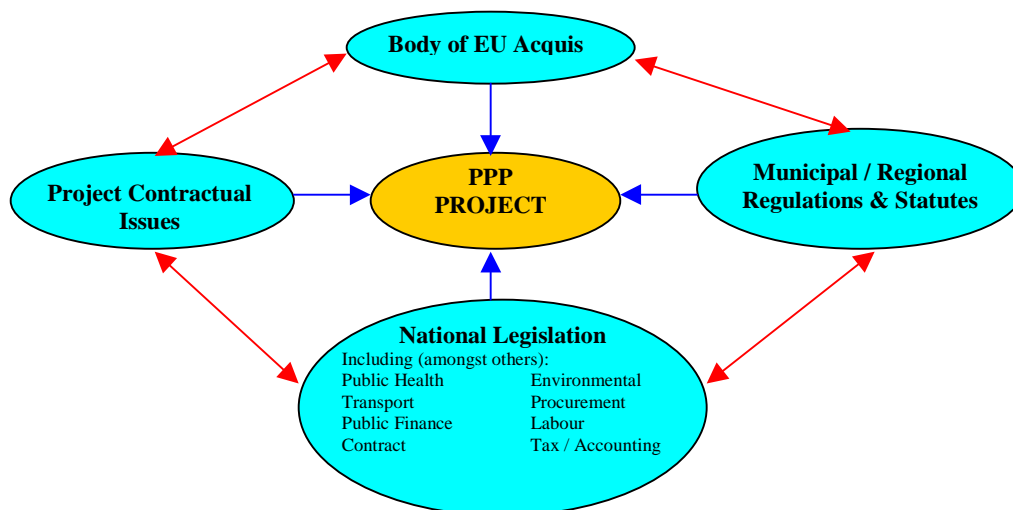 Body of EU Acquis
Project Contractual
Issues
PPP
PROJECT
Municipal / Regional
Regulations & Statutes
National Legislation
Including (amongst others):
Public Health Environmental
Transport Procurement
Public Finance Labour
Contract Tax / Accounting